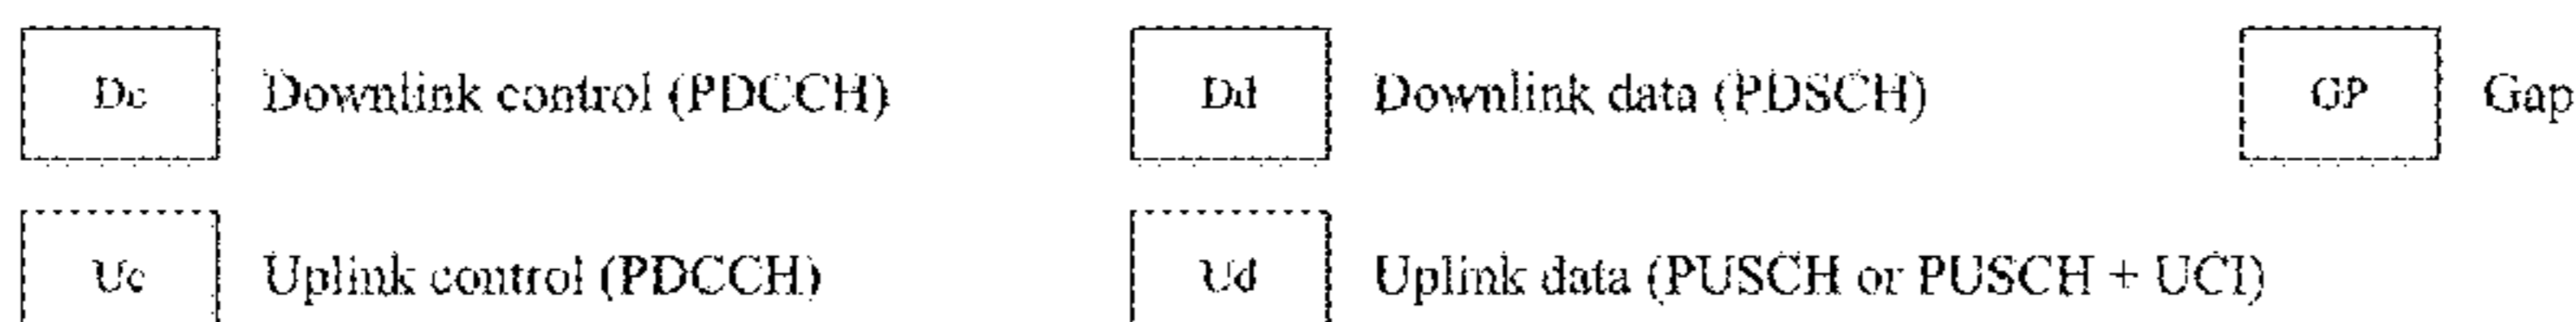 Dc Downlink control (PDCCH) Dd Downlink data (PDSCH) GP Gap
Uc Uplink control (PDCCH) Ud Uplink data (PUSCH or PUSCH + UCI)